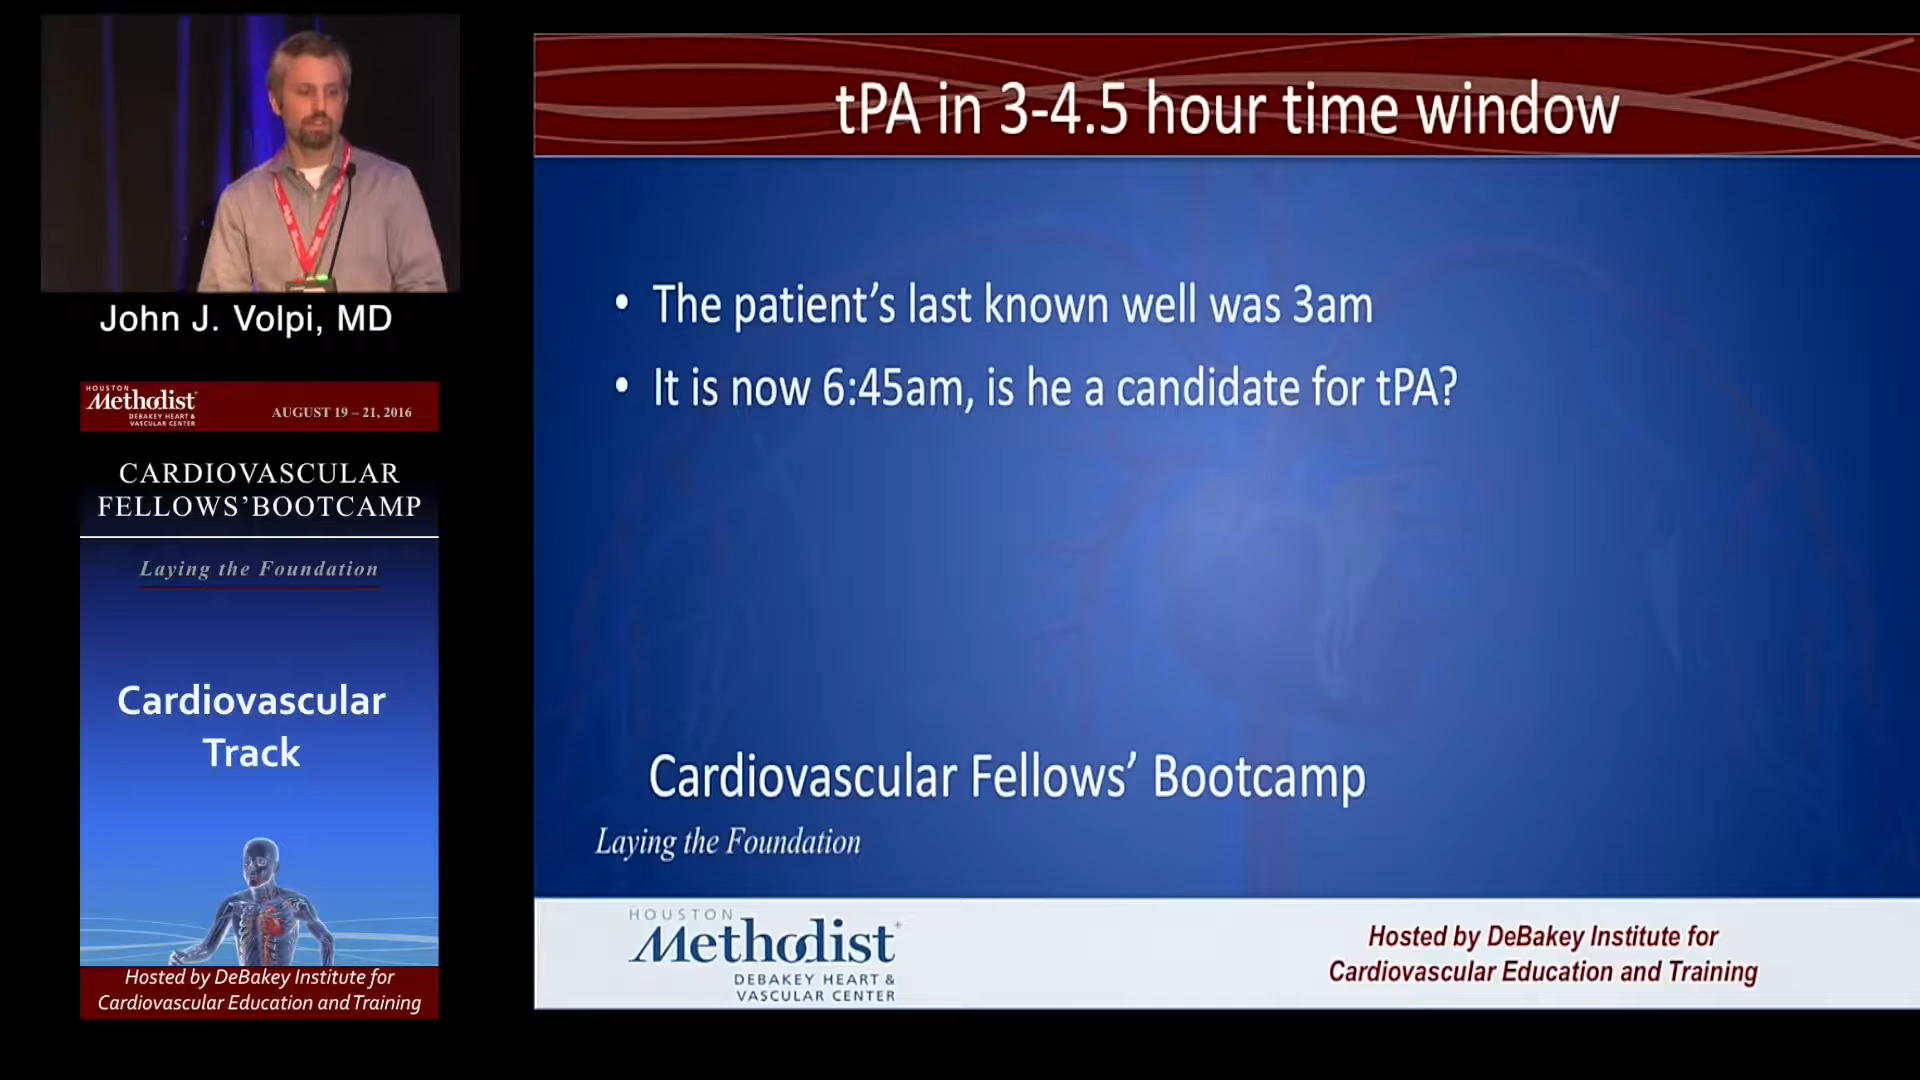 John J. Volpi, MD
HOUSTON
Methodist
DEBAKEY HEART &
VASCULAR CENTER
AUGUST 19 – 21, 2016
CARDIOVASCULAR
FELLOWS’BOOTCAMP
Laying the Foundation
Cardiovascular
Track
Hosted by DeBakey Institute for
Cardiovascular Education and Training
tPA in 3-4.5 hour time window
• The patient’s last known well was 3am
• It is now 6:45am, is he a candidate for tPA?
Cardiovascular Fellows’ Bootcamp
Laying the Foundation
HOUSTON
Methodist
DEBAKEY HEART &
VASCULAR CENTER
Hosted by DeBakey Institute for
Cardiovascular Education and Training